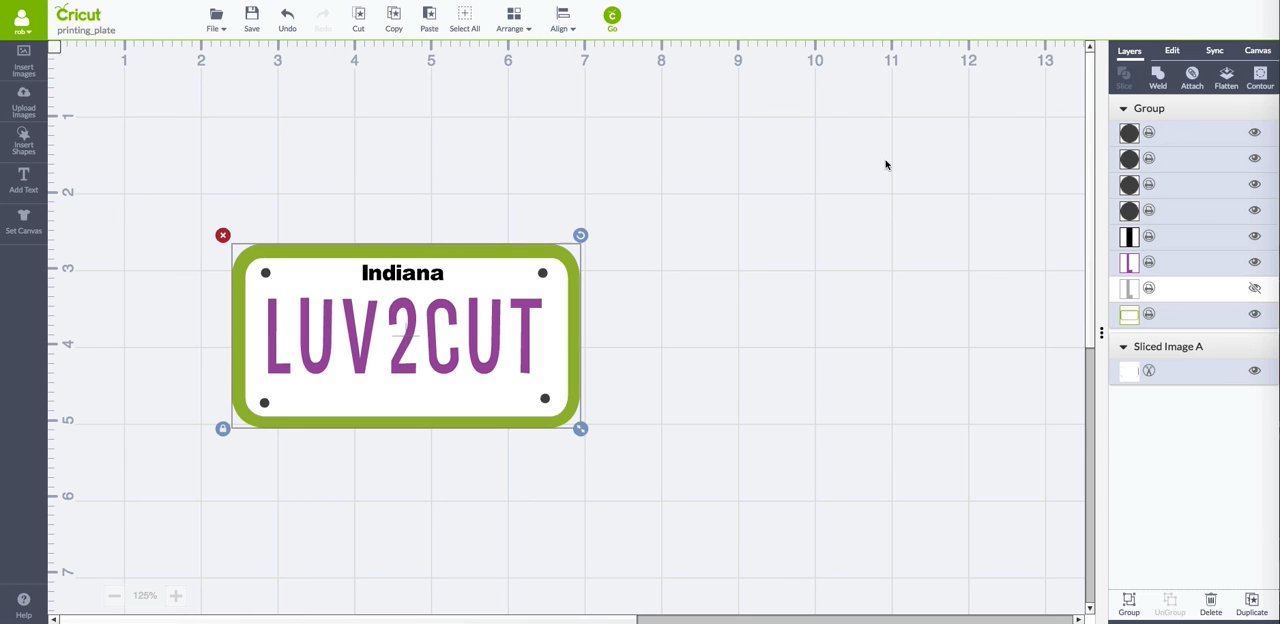 Cricut
printing_plate
rob
File
Save
Undo
Redo
Cut
Copy
Paste
Select All
Arrange
Align
C
Go
Insert
Images
Upload
Images
Insert
Shapes
T
Add Text
Set Canvas
?
Help
1 2 3 4 5 6 7 8 9 10 11 12 13
1
2
3
4
5
6
7
Indiana
LUV2CUT
125%
Layers Edit Sync Canvas
Slice Weld Attach Flatten Contour
Group
Sliced Image A
Group UnGroup Delete Duplicate